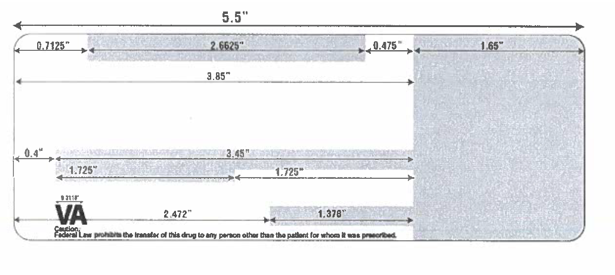 5.5"
0.7125" 2.6625" 0.475" 1.65"
3.85"
0.4" 3.45"
1.725" 1.725"
VA 2.472" 1.378"
Caution:
Federal Law prohibits the transfer of this drug to any person other than the patient for whom it was prescribed.